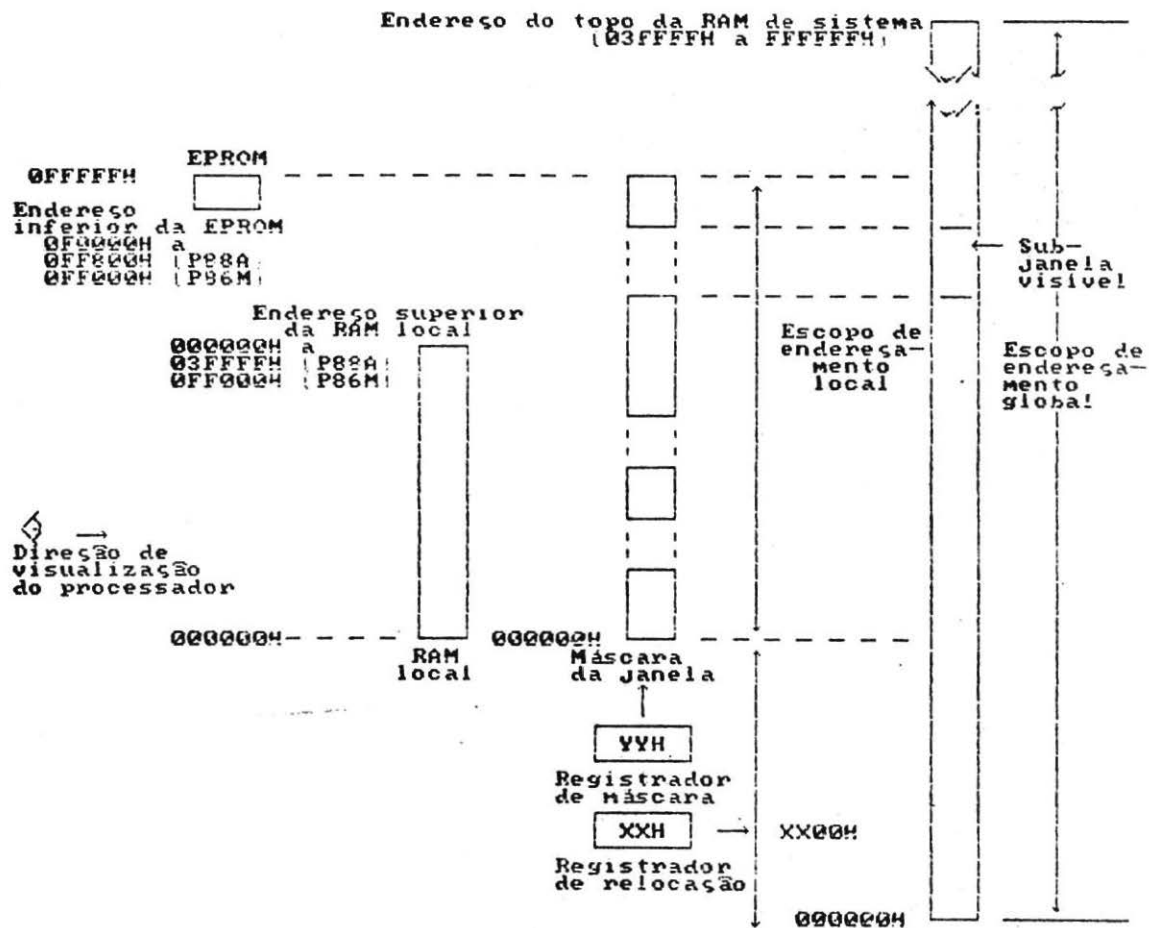 Endereço do topo da RAM de sistema
(03FFFFH a FFFFFFH)
EPROM
0FFFFFH
Endereço
inferior da EPROM
0F0000H a
0FF800H (P88A)
0FF000H (P86M)
Endereço superior
da RAM local
000000H a
03FFFFH (P88A)
0FF000H (P86M)
Sub-
janela
visível
Escopo de
endereça-
mento
local
Escopo de
endereça-
mento
global
Direção de
visualização
do processador
000000H
RAM
local
000000H
Máscara
da janela
YYH
Registrador
de máscara
XXH
XX00H
Registrador
de relocação
000000H